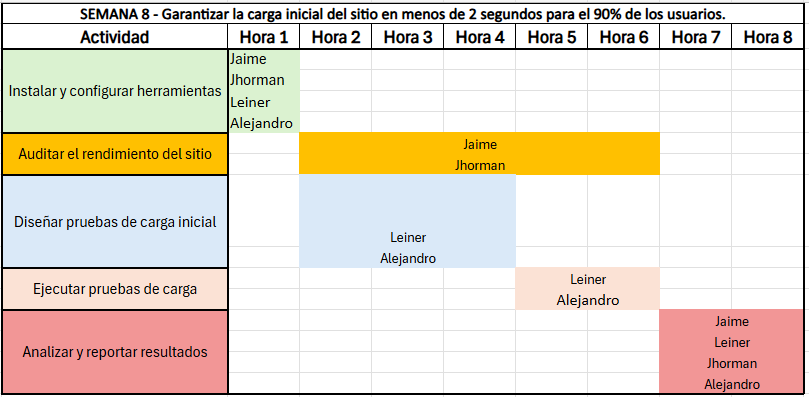 SEMANA 8 - Garantizar la carga inicial del sitio en menos de 2 segundos para el 90% de los usuarios.
Actividad Hora 1 Hora 2 Hora 3 Hora 4 Hora 5 Hora 6 Hora 7 Hora 8
Instalar y configurar herramientas
Jaime
Jhorman
Leiner
Alejandro
Auditar el rendimiento del sitio
Jaime
Jhorman
Diseñar pruebas de carga inicial
Leiner
Alejandro
Ejecutar pruebas de carga
Leiner
Alejandro
Analizar y reportar resultados
Jaime
Leiner
Jhorman
Alejandro